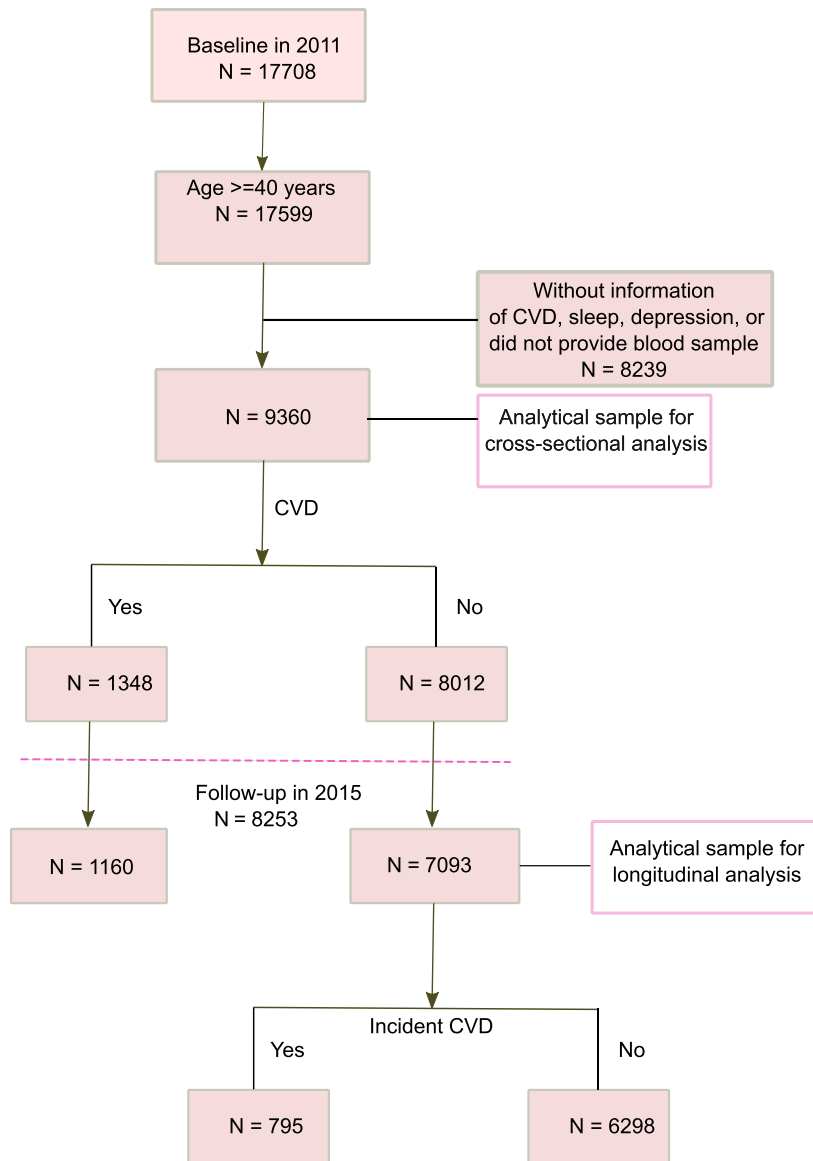 Baseline in 2011
N = 17708
Age >=40 years
N = 17599
Without information
of CVD, sleep, depression, or
did not provide blood sample
N = 8239
N = 9360
Analytical sample for
cross-sectional analysis
CVD
Yes
No
N = 1348
N = 8012
Follow-up in 2015
N = 8253
N = 1160
N = 7093
Analytical sample for
longitudinal analysis
Incident CVD
Yes
No
N = 795
N = 6298